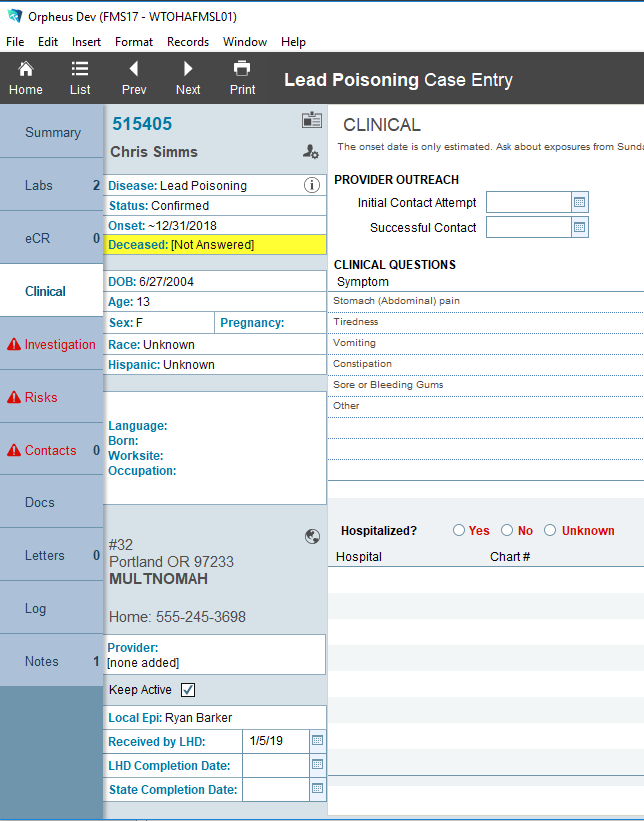 Orpheus Dev (FMS17 - WTOHAFMSL01)
File Edit Insert Format Records Window Help
Home List Prev Next Print Lead Poisoning Case Entry
Summary
Labs 2
eCR 0
Clinical
Investigation
Risks
Contacts 0
Docs
Letters 0
Log
Notes 1
515405
Chris Simms
Disease: Lead Poisoning
Status: Confirmed
Onset: ~12/31/2018
Deceased: [Not Answered]
DOB: 6/27/2004
Age: 13
Sex: F Pregnancy:
Race: Unknown
Hispanic: Unknown
Language:
Born:
Worksite:
Occupation:
#32
Portland OR 97233
MULTNOMAH
Home: 555-245-3698
Provider:
[none added]
Keep Active
Local Epi: Ryan Barker
Received by LHD: 1/5/19
LHD Completion Date:
State Completion Date:
CLINICAL
The onset date is only estimated. Ask about exposures from Sunda
PROVIDER OUTREACH
Initial Contact Attempt
Successful Contact
CLINICAL QUESTIONS
Symptom
Stomach (Abdominal) pain
Tiredness
Vomiting
Constipation
Sore or Bleeding Gums
Other
Hospitalized? Yes No Unknown
Hospital Chart #